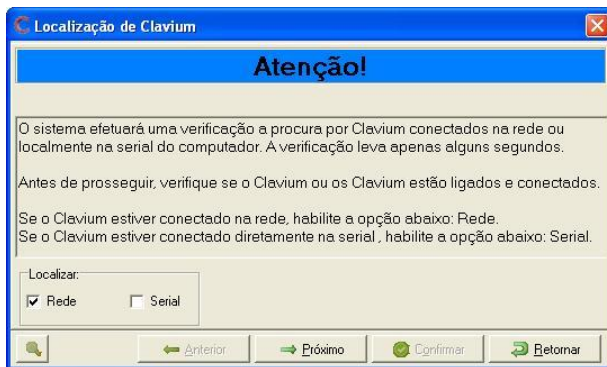 Localização de Clavium
Atenção!
O sistema efetuará uma verificação a procura por Clavium conectados na rede ou
localmente na serial do computador. A verificação leva apenas alguns segundos.
Antes de prosseguir, verifique se o Clavium ou os Clavium estão ligados e conectados.
Se o Clavium estiver conectado na rede, habilite a opção abaixo: Rede.
Se o Clavium estiver conectado diretamente na serial , habilite a opção abaixo: Serial.
Localizar:
Rede Serial
Anterior Próximo Confirmar Retornar